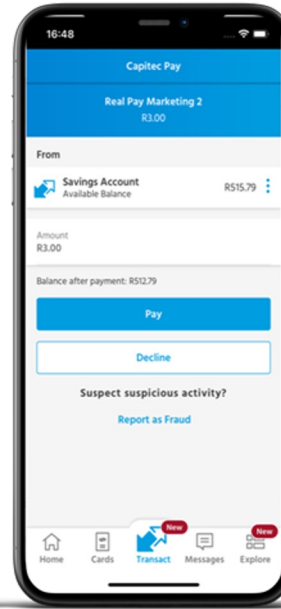 16:48
Capitec Pay
Real Pay Marketing 2
R3.00
From
Savings Account
Available Balance
R515.79
Amount
R3.00
Balance after payment: R512.79
Pay
Decline
Suspect suspicious activity?
Report as Fraud
New
New
Home
Cards
Transact
Messages
Explore